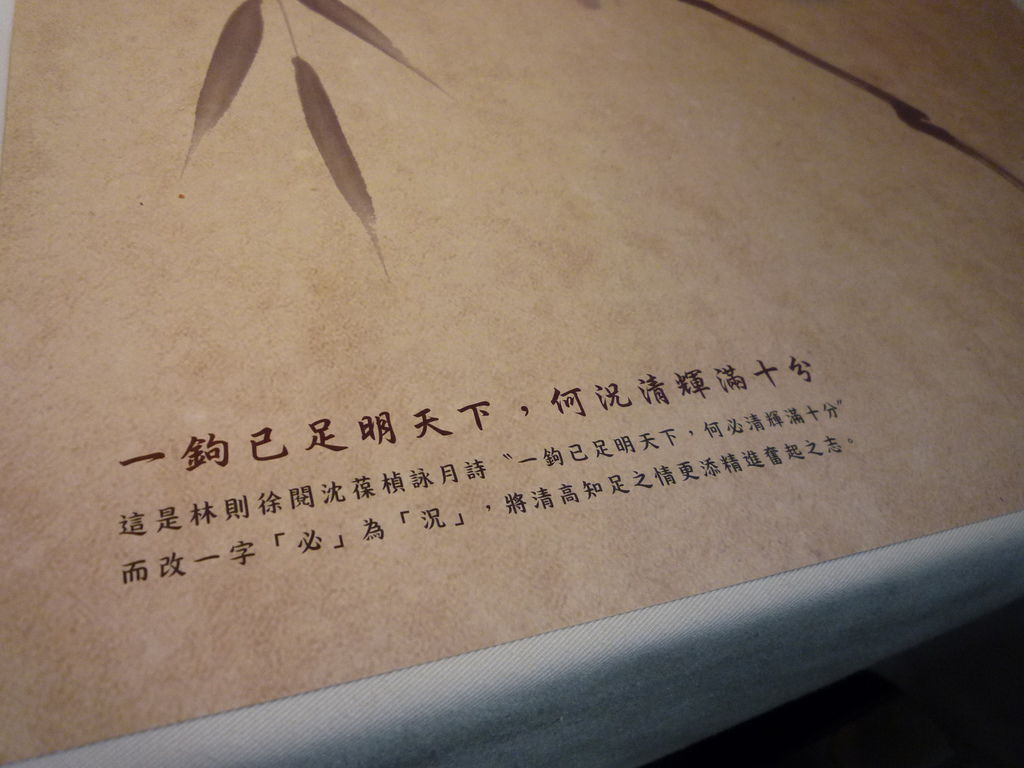 一鉤已足明天下，何況清輝滿十分
這是林則徐閱沈葆楨詠月詩〝一鉤已足明天下，何必清輝滿十分〞
而改一字「必」為「況」，將清高知足之情更添精進奮起之志。